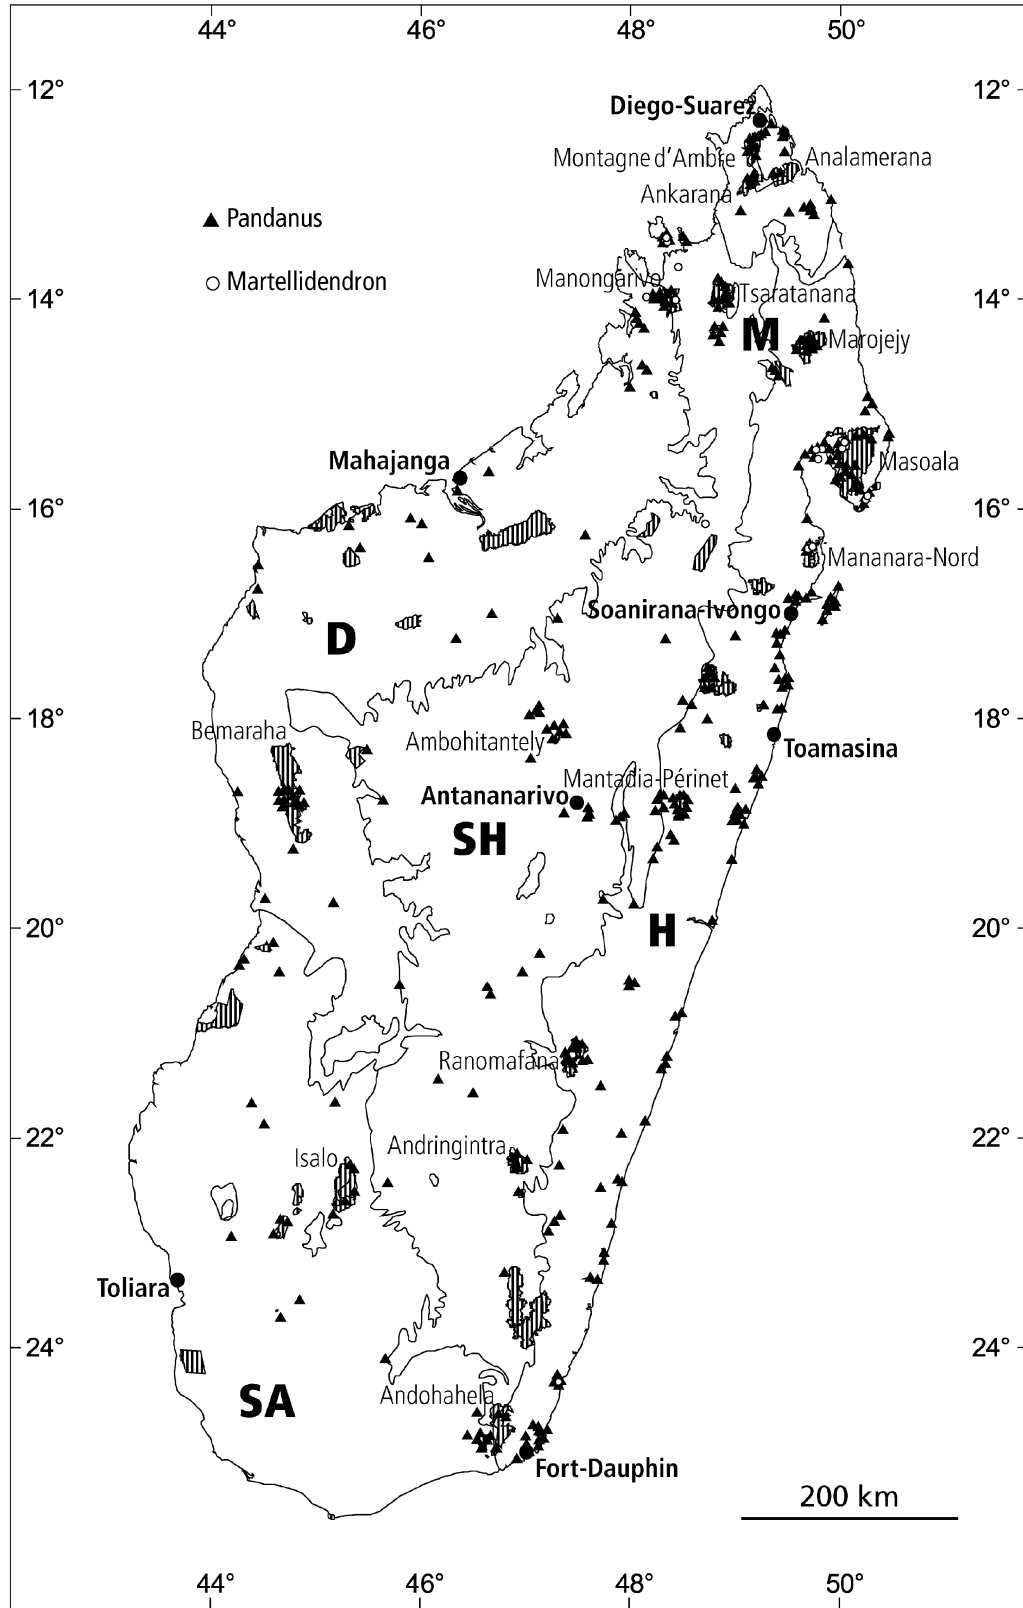 44° 46° 48° 50°
12° 12°
Diego-Suarez
Montagne d'Ambre Analamerana
Ankarana
Pandanus
Martellidendron
Manongarivo
Tsaratanana
14° 14°
M
Marojejy
Mahajanga
Masoala
16° 16°
Mananara-Nord
Soanirana-Ivongo
D
18° 18°
Bemaraha
Ambohitantely
Toamasina
Mantadia-Périnet
Antananarivo
SH
20° 20°
H
Ranomafana
22° 22°
Andringintra
Isalo
Toliara
24° 24°
Andohahela
SA
Fort-Dauphin
200 km
44° 46° 48° 50°